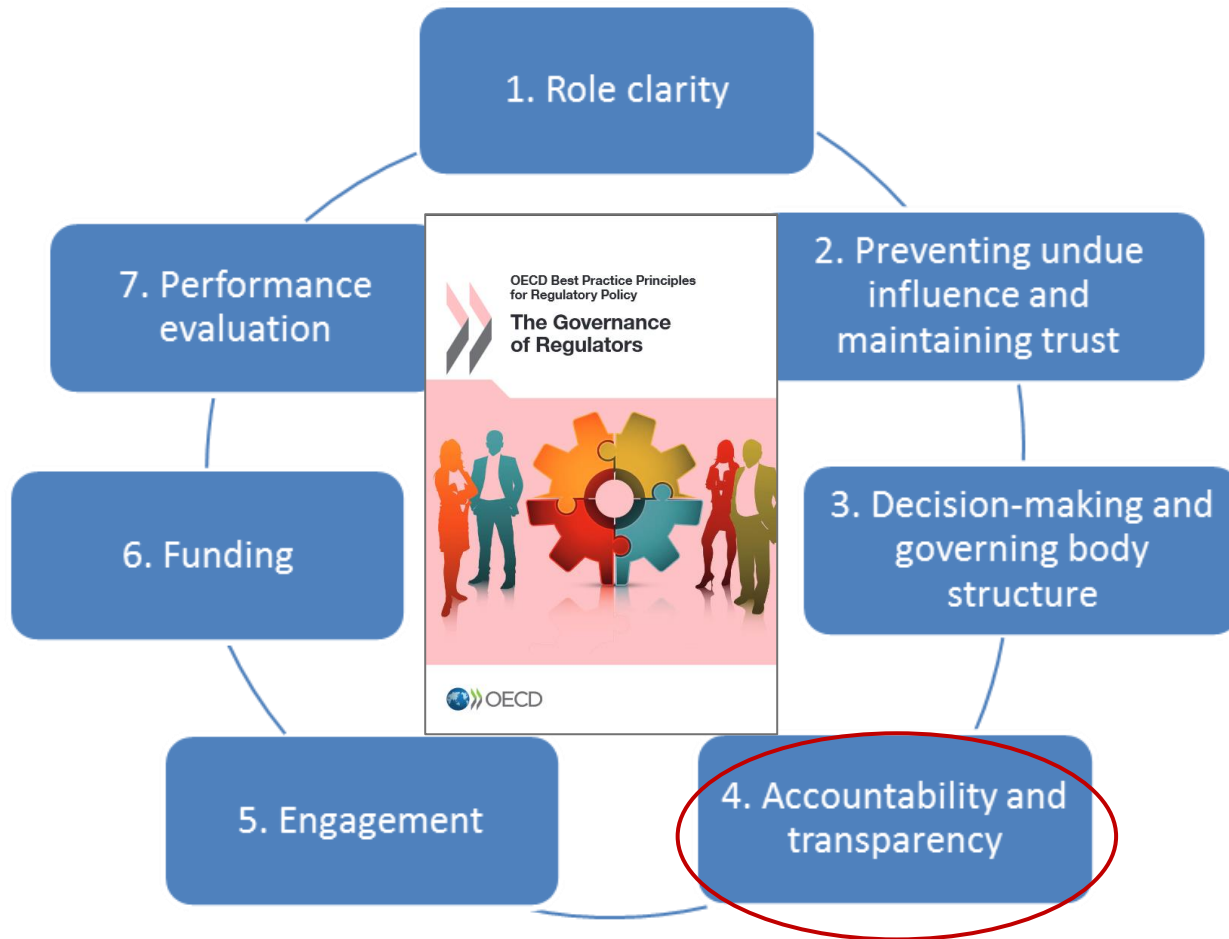 1. Role clarity
2. Preventing undue
influence and
maintaining trust
3. Decision-making and
governing body
structure
4. Accountability and
transparency
5. Engagement
6. Funding
7. Performance
evaluation
OECD Best Practice Principles
for Regulatory Policy
The Governance
of Regulators
OECD